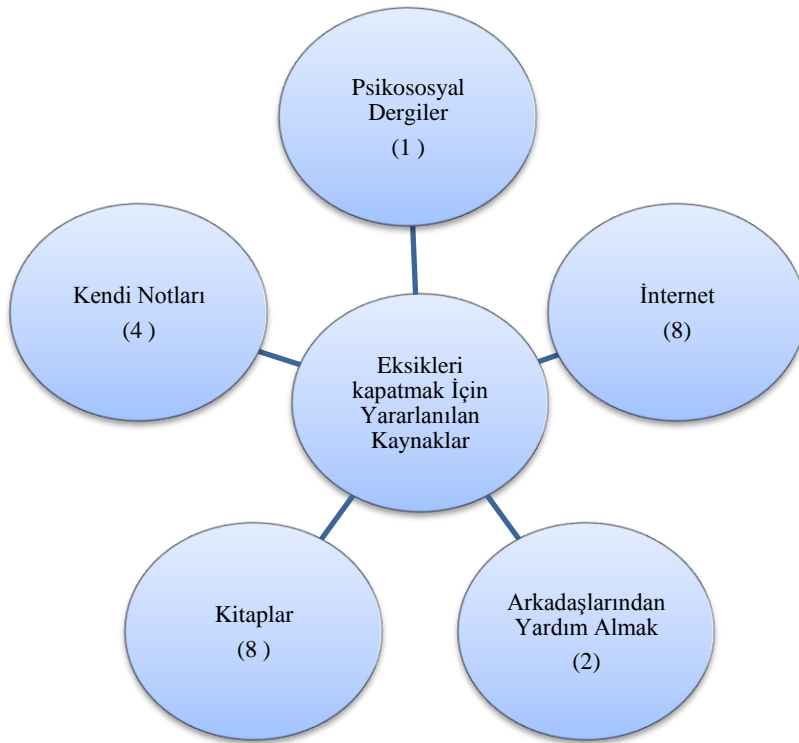 Psikososyal
Dergiler
(1 )
Kendi Notları
(4 )
İnternet
(8)
Eksikleri
kapatmak İçin
Yararlanılan
Kaynaklar
Kitaplar
(8 )
Arkadaşlarından
Yardım Almak
(2)